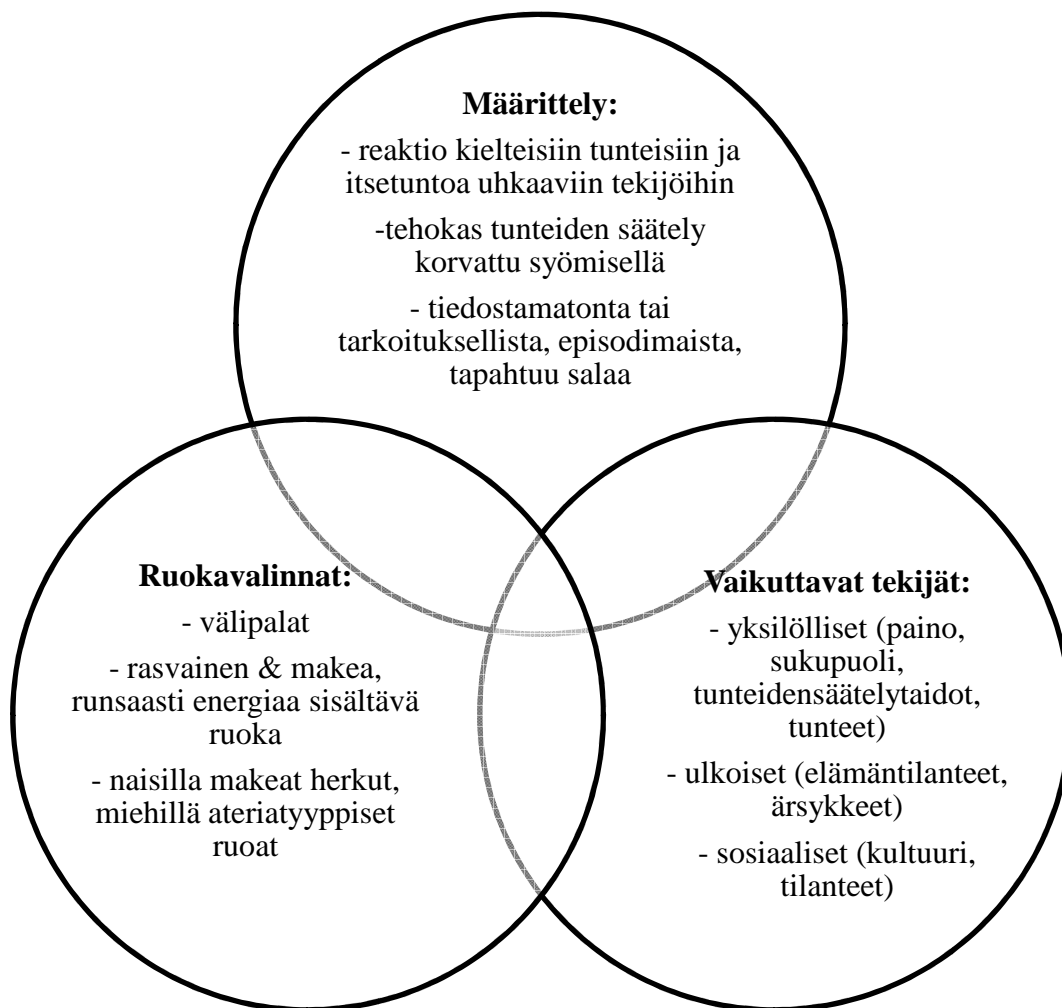 Määrittely:
- reaktio kielteisiin tunteisiin ja
itsetuntoa uhkaaviin tekijöihin
-tehokas tunteiden säätely
korvattu syömisellä
- tiedostamatonta tai
tarkoituksellista, episodimaista,
tapahtuu salaa
Ruokavalinnat:
- välipalat
- rasvainen & makea,
runsaasti energiaa sisältävä
ruoka
- naisilla makeat herkut,
miehillä ateriatyyppiset
ruoat
Vaikuttavat tekijät:
- yksilölliset (paino,
sukupuoli,
tunteidensäätelytaidot,
tunteet)
- ulkoiset (elämäntilanteet,
ärsykkeet)
- sosiaaliset (kultuuri,
tilanteet)